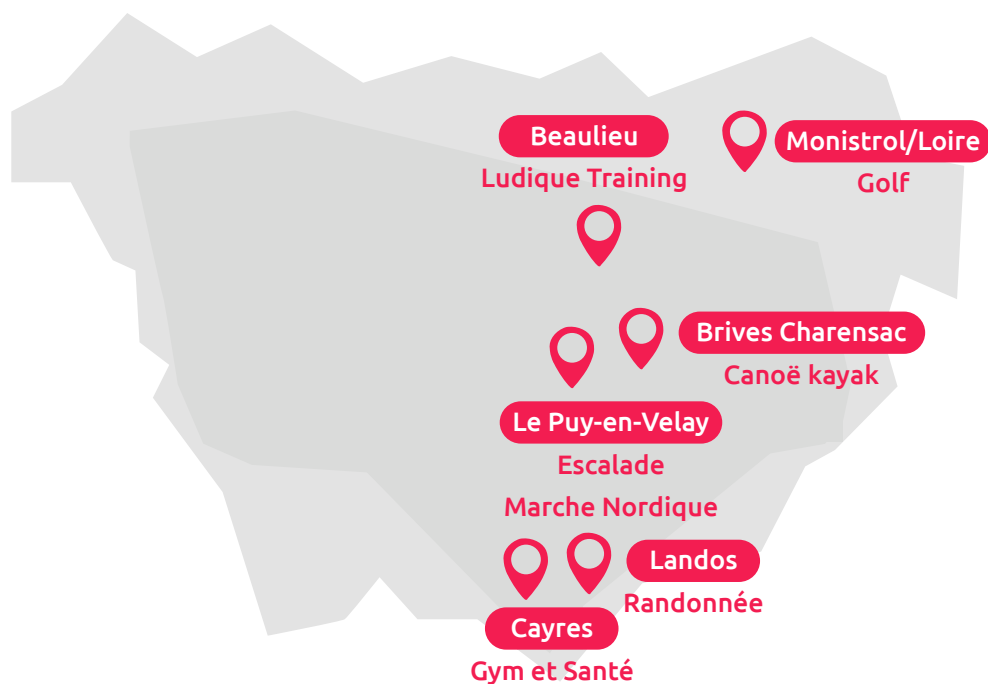 Beaulieu
Ludique Training
Monistrol/Loire
Golf
Brives Charensac
Canoë kayak
Le Puy-en-Velay
Escalade
Marche Nordique
Landos
Randonnée
Cayres
Gym et Santé